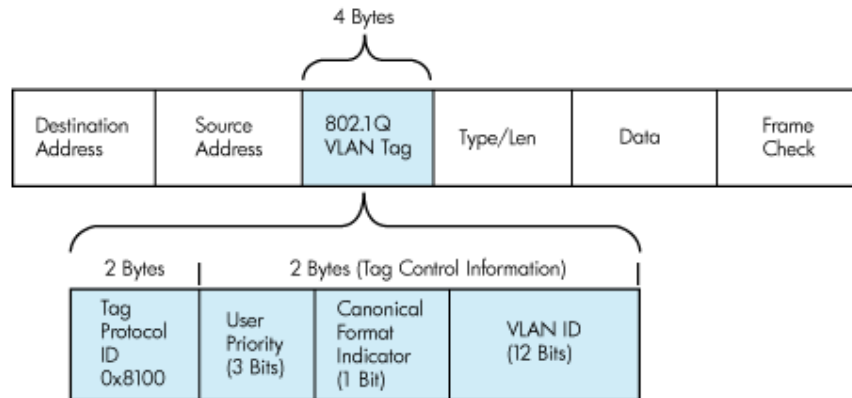 4 Bytes
Destination
Address
Source
Address
802.1Q
VLAN Tag
Type/Len
Data
Frame
Check
2 Bytes
2 Bytes (Tag Control Information)
Tag
Protocol
ID
0x8100
User
Priority
(3 Bits)
Canonical
Format
Indicator
(1 Bit)
VLAN ID
(12 Bits)